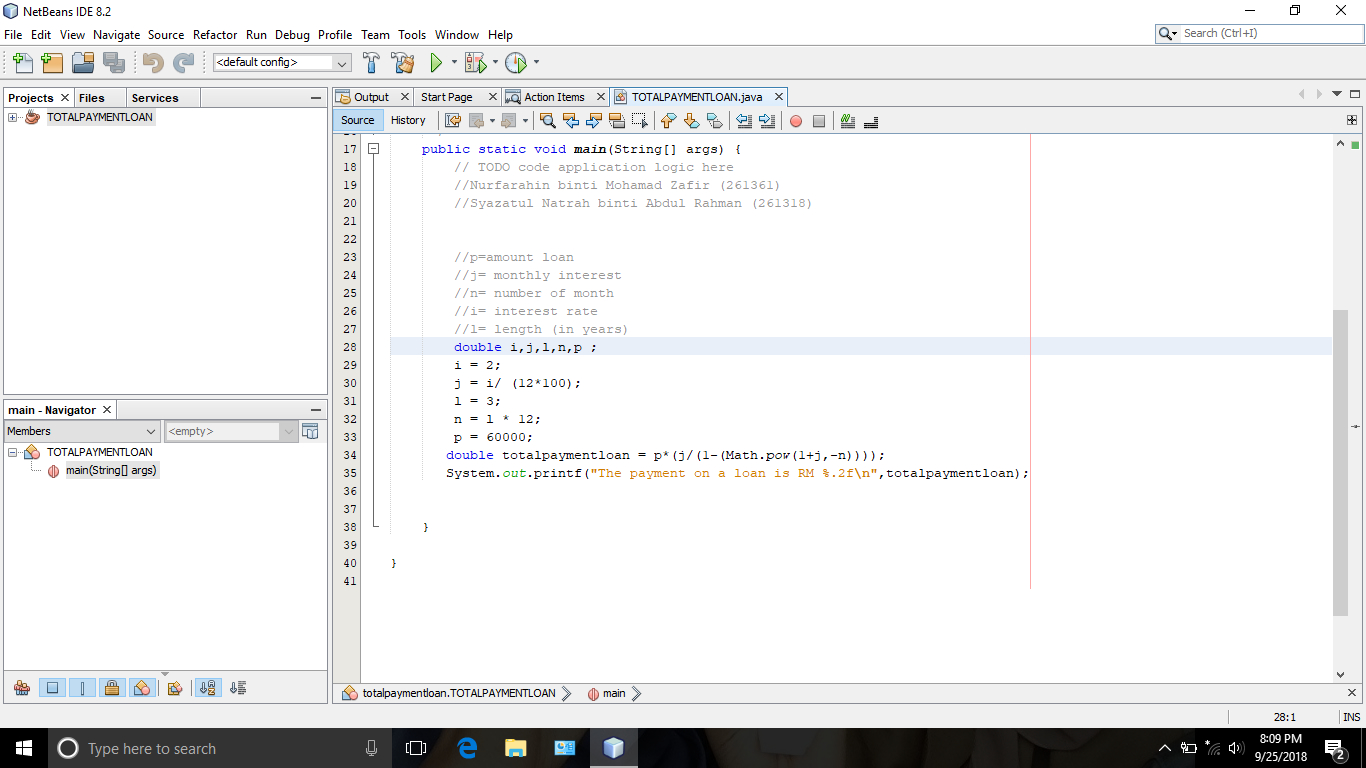 NetBeans IDE 8.2
File Edit View Navigate Source Refactor Run Debug Profile Team Tools Window Help
Search (Ctrl+I)
<default config>
Projects Files Services
TOTALPAYMENTLOAN
Output Start Page Action Items TOTALPAYMENTLOAN.java
Source History
17 public static void main(String[] args) {
18 // TODO code application logic here
19 //Nurfarahin binti Mohamad Zafir (261361)
20 //Syazatul Natrah binti Abdul Rahman (261318)
21
22
23 //p=amount loan
24 //j= monthly interest
25 //n= number of month
26 //i= interest rate
27 //l= length (in years)
28 double i,j,l,n,p ;
29 i = 2;
30 j = i/ (12*100);
31 l = 3;
32 n = l * 12;
33 p = 60000;
34 double totalpaymentloan = p*(j/(1-(Math.pow(1+j,-n))));
35 System.out.printf("The payment on a loan is RM %.2f\n",totalpaymentloan);
36
37
38 }
39
40 }
41
main - Navigator
Members <empty>
TOTALPAYMENTLOAN
main(String[] args)
totalpaymentloan.TOTALPAYMENTLOAN main
28:1 INS
Type here to search
8:09 PM
9/25/2018
2